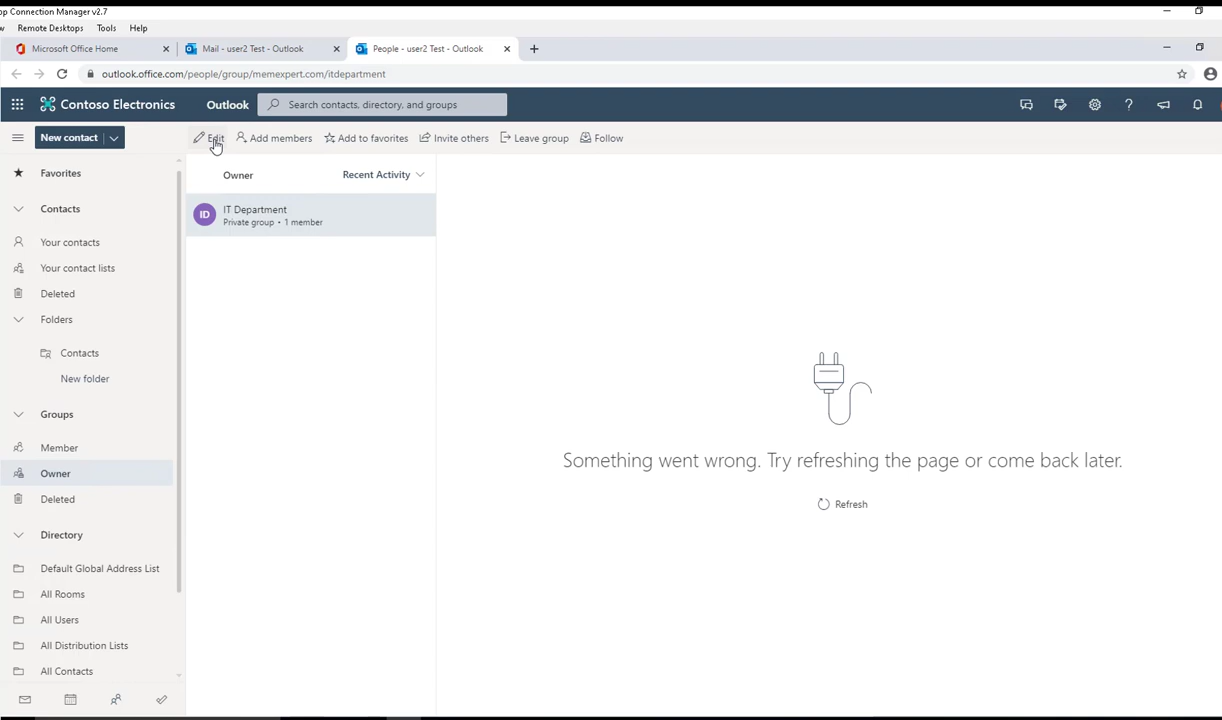 op Connection Manager v2.7
w Remote Desktops Tools Help
Microsoft Office Home
Mail - user2 Test - Outlook
People - user2 Test - Outlook
outlook.office.com/people/group/memexpert.com/itdepartment
Contoso Electronics
Outlook
Search contacts, directory, and groups
New contact
Edit
Add members
Add to favorites
Invite others
Leave group
Follow
Favorites
Contacts
Your contacts
Your contact lists
Deleted
Folders
Contacts
New folder
Groups
Member
Owner
Deleted
Directory
Default Global Address List
All Rooms
All Users
All Distribution Lists
All Contacts
Owner
Recent Activity
ID
IT Department
Private group • 1 member
Something went wrong. Try refreshing the page or come back later.
Refresh